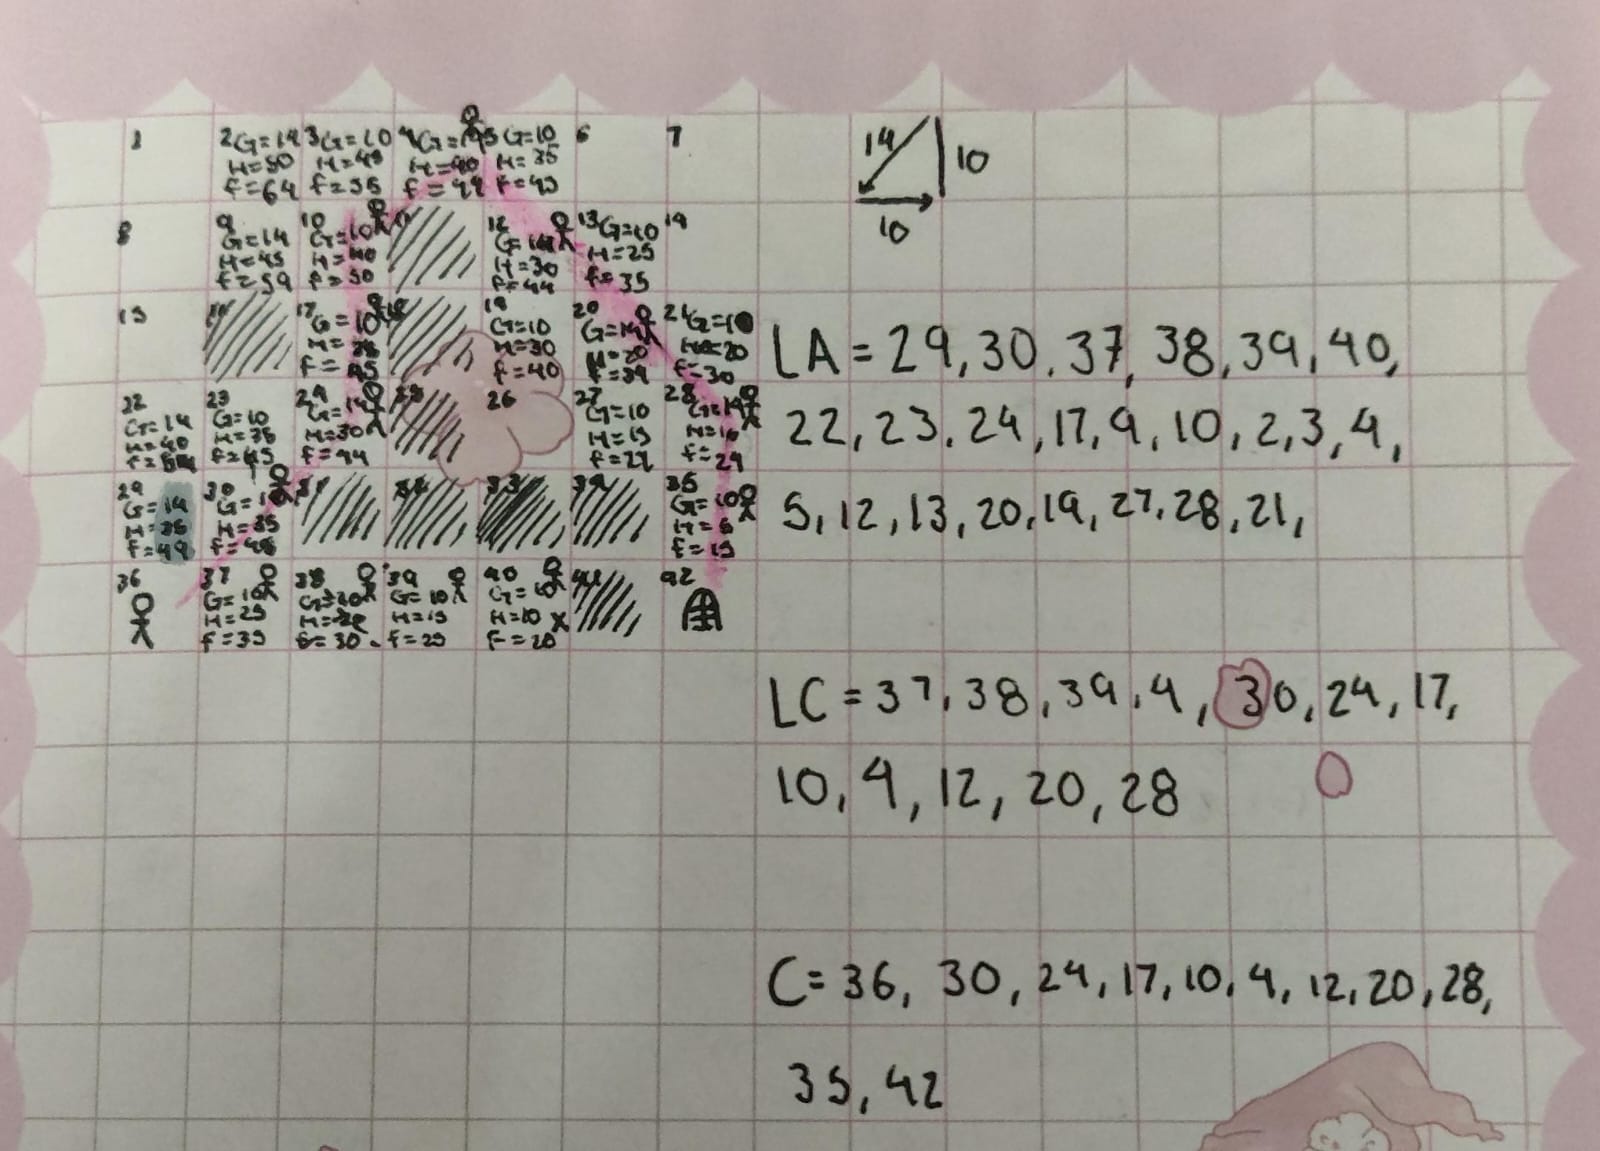 1 2 G=14 3 G=10 4 G=14 5 G=10 6 7
H=50 H=45 H=40 H=35
F=64 F=55 F=F=45
8 9 10 11 12 13 G=10 14
G=14 G=10 G=14 H=25
H=45 H=40 H=30 F=35
F=59 F=50 F=44
15 17 19 20 21 G=10
G=10 G=10 G=14 H=20
H=H=30 H=20 F=30
F=45 F=40 F=34
22 23 24 25 26 27 28
G=14 G=10 G=14 G=10 G=14
H=40 H=35 H=30 H=15 H=
F=F=45 F=44 F=F=24
29 30 31 32 33 34 35
G=14 G=10 G=10
H=35 H=35 H=5
F=49 F=45 F=15
36 37 38 39 40 41 42
G=10 G=10 G=10 G=10
H=25 H=20 H=15 H=10 X
F=35 F=30 F=25 F=20
14 10
10
LA = 29, 30, 37, 38, 39, 40,
22, 23, 24, 17, 9, 10, 2, 3, 4,
5, 12, 13, 20, 19, 27, 28, 21,
LC = 37, 38, 39, 4, 30, 24, 17,
10, 4, 12, 20, 28
C= 36, 30, 24, 17, 10, 4, 12, 20, 28,
35, 42